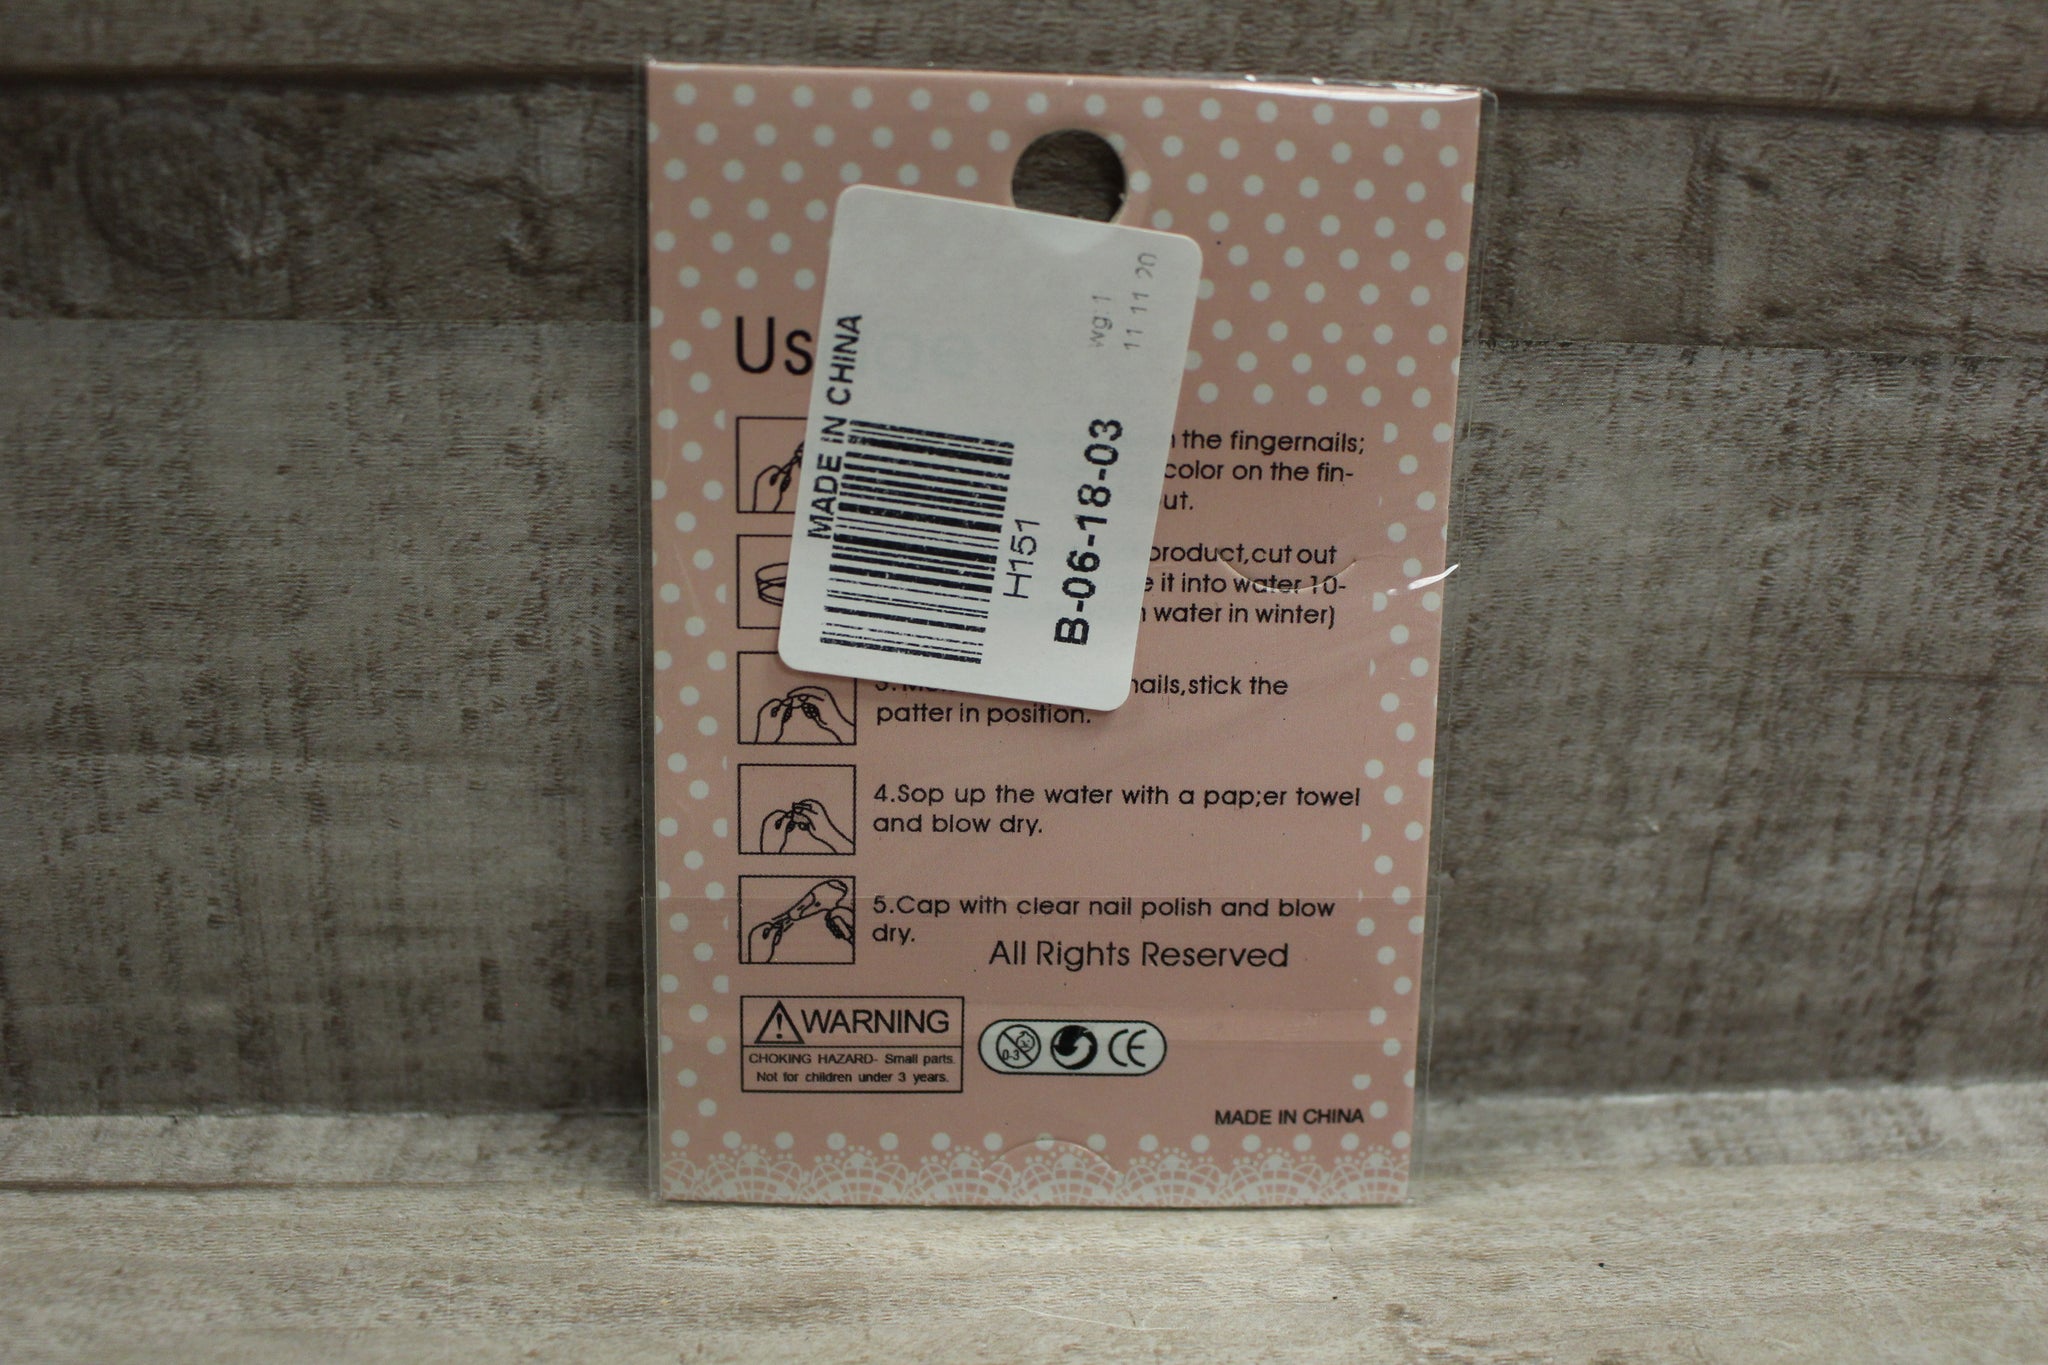 Us
MADE IN CHINA
H151
B-06-18-03
11 11 20
the fingernails;
color on the fin-
ut.
product,cut out
it into water 10-
water in winter)
nails,stick the
patter in position.
4.Sop up the water with a pap;er towel
and blow dry.
5.Cap with clear nail polish and blow
dry.
All Rights Reserved
WARNING
CHOKING HAZARD- Small parts.
Not for children under 3 years.
0-3
CE
MADE IN CHINA